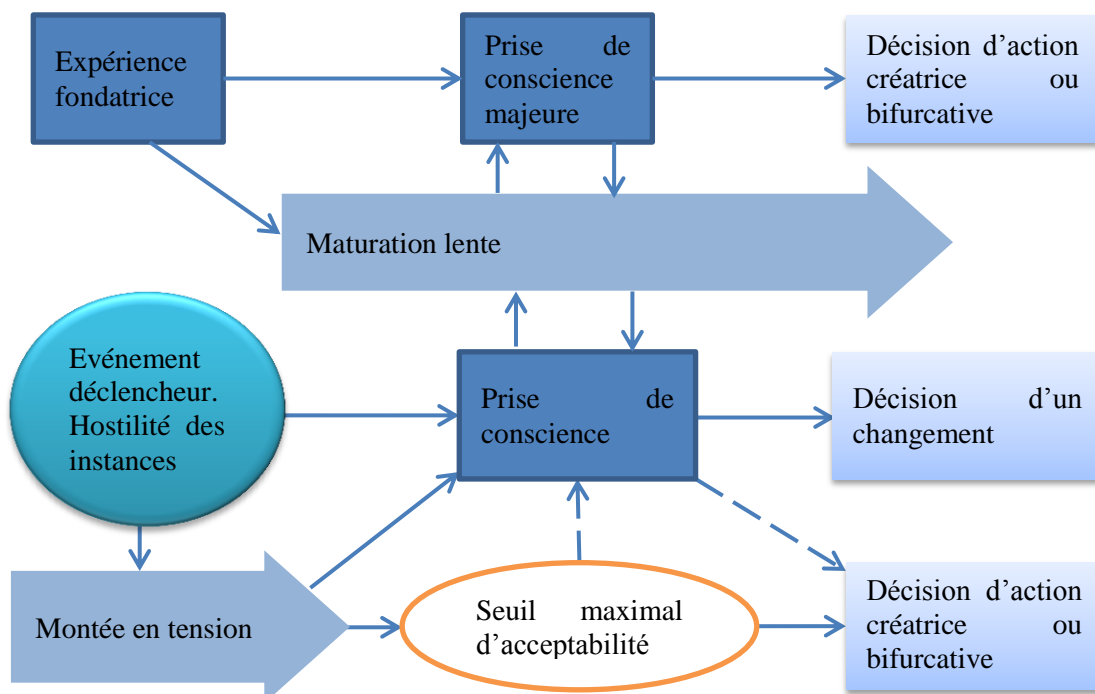 Expérience
fondatrice
Prise de
conscience
majeure
Décision d’action
créatrice ou
bifurcative
Maturation lente
Evénement
déclencheur.
Hostilité des
instances
Prise de
conscience
Décision d’un
changement
Montée en tension
Seuil maximal
d’acceptabilité
Décision d’action
créatrice ou
bifurcative